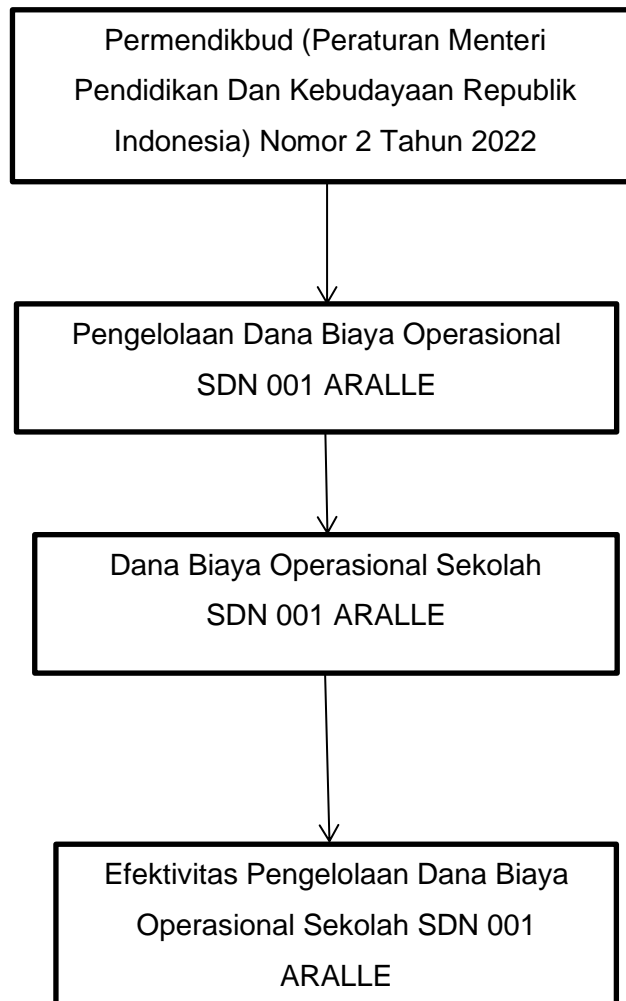 Permendikbud (Peraturan Menteri
Pendidikan Dan Kebudayaan Republik
Indonesia) Nomor 2 Tahun 2022
Pengelolaan Dana Biaya Operasional
SDN 001 ARALLE
Dana Biaya Operasional Sekolah
SDN 001 ARALLE
Efektivitas Pengelolaan Dana Biaya
Operasional Sekolah SDN 001
ARALLE